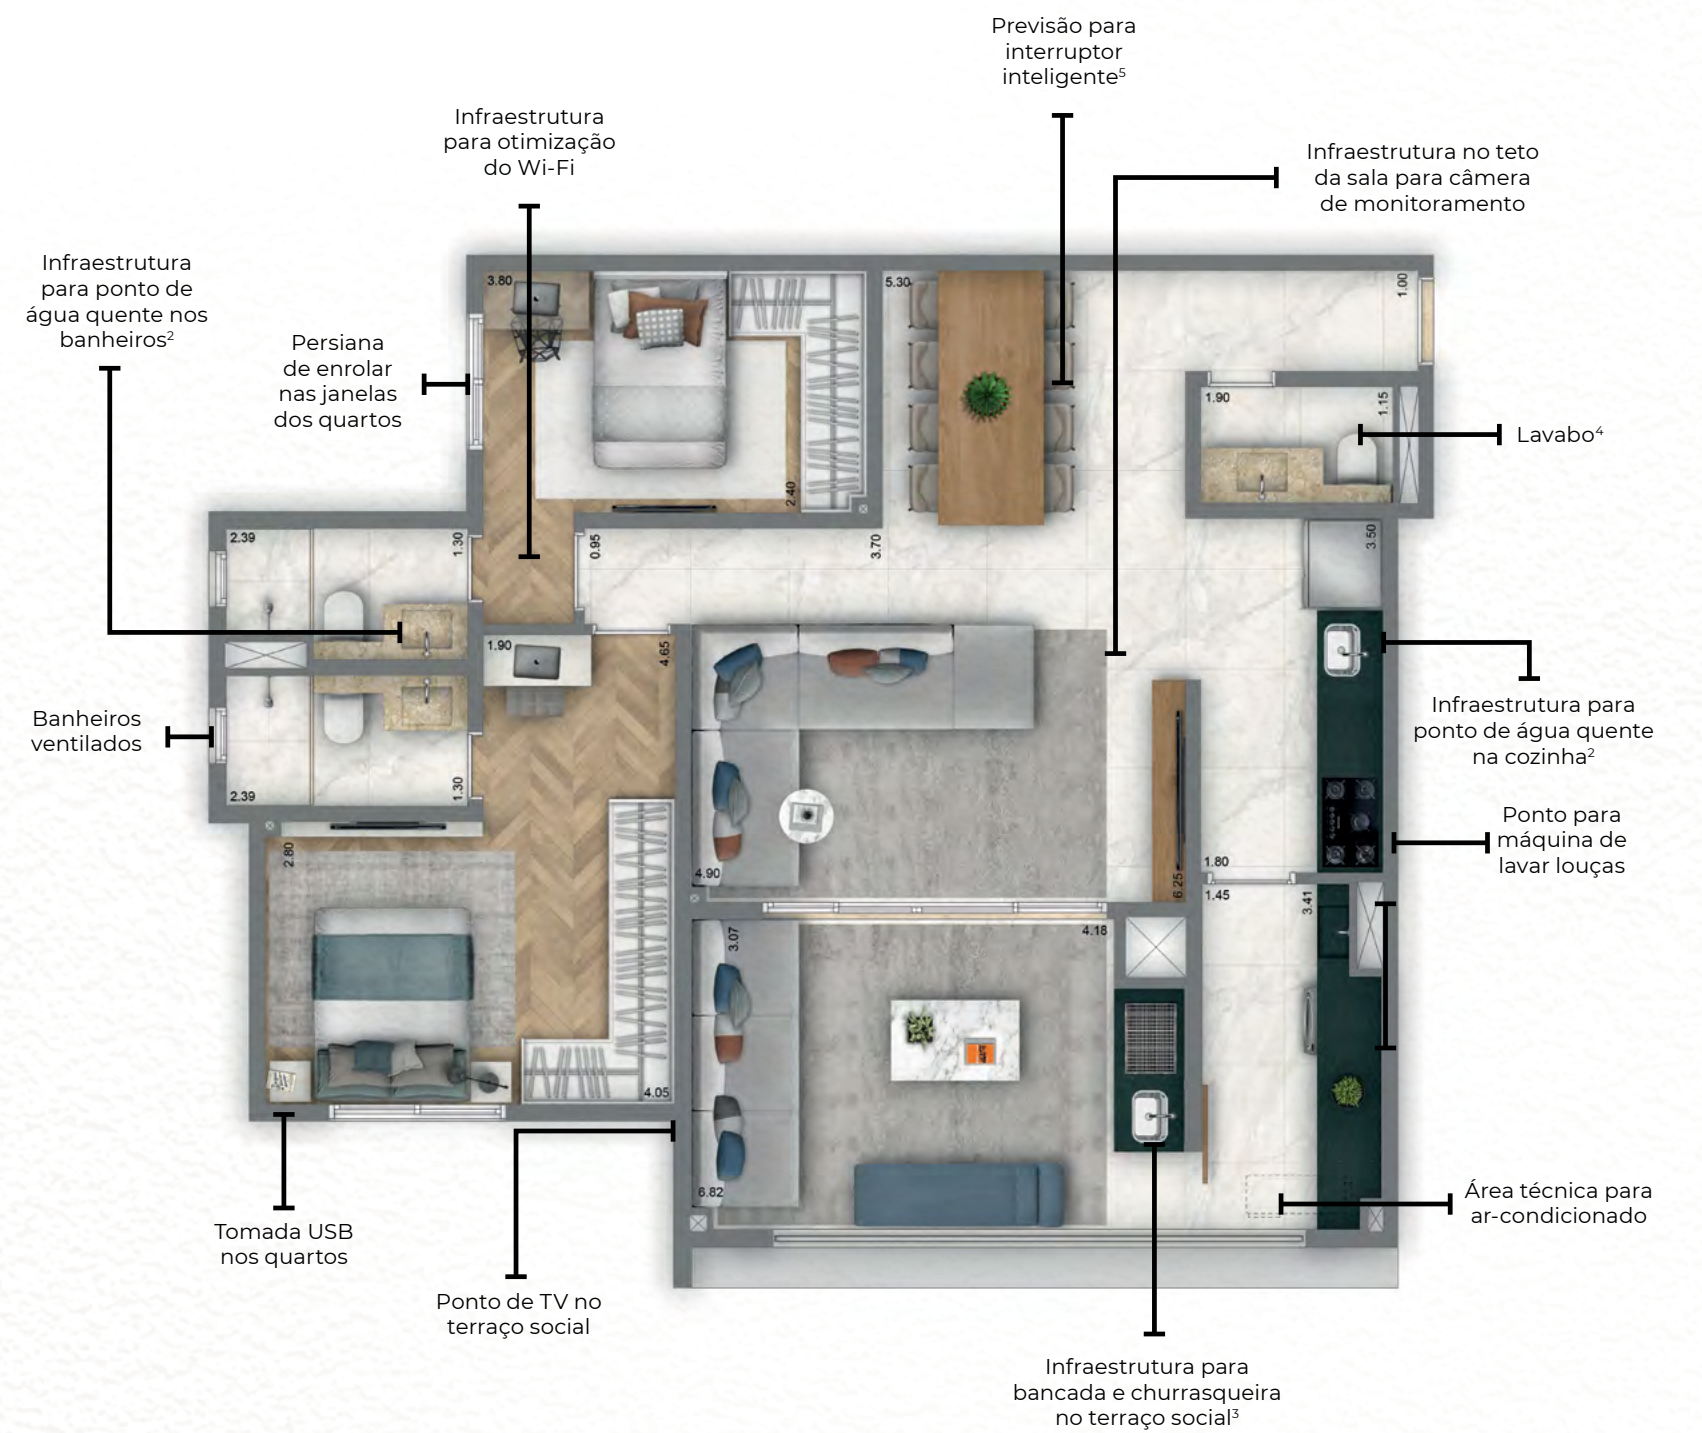 Previsão para
interruptor
inteligente⁵
Infraestrutura
para otimização
do Wi-Fi
Infraestrutura no teto
da sala para câmera
de monitoramento
Infraestrutura
para ponto de
água quente nos
banheiros²
Persiana
de enrolar
nas janelas
dos quartos
3.80
5.30
1.00
1.90
1.15
Lavabo⁴
2.40
2.39
1.30
0.95
3.70
3.50
1.90
4.65
Infraestrutura para
ponto de água quente
na cozinha²
Banheiros
ventilados
2.39
1.30
Ponto para
máquina de
lavar louças
2.80
4.90
6.25
1.80
1.45
3.41
3.07
4.18
4.05
6.82
Área técnica para
ar-condicionado
Tomada USB
nos quartos
Ponto de TV no
terraço social
Infraestrutura para
bancada e churrasqueira
no terraço social³